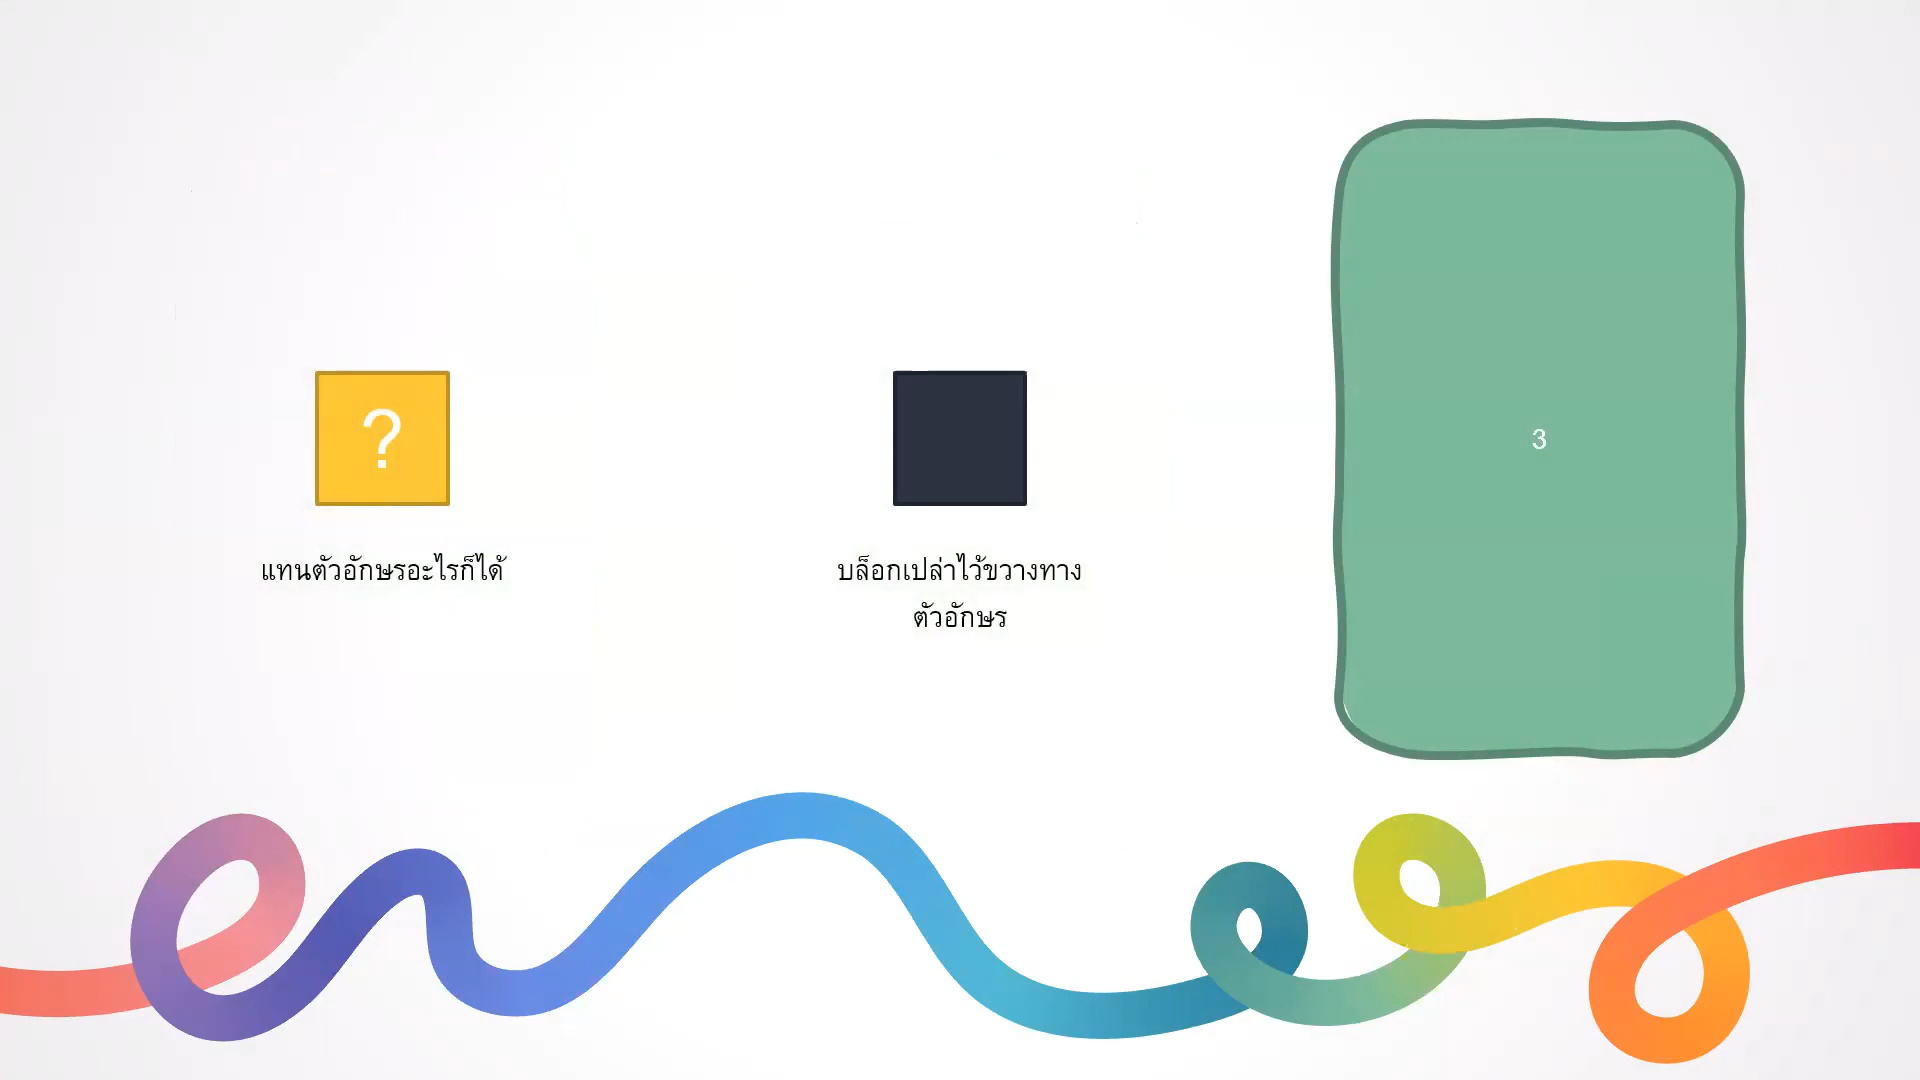 ?
แทนตัวอักษรอะไรก็ได้
บล็อกเปล่าไว้ขวางทาง
ตัวอักษร
3